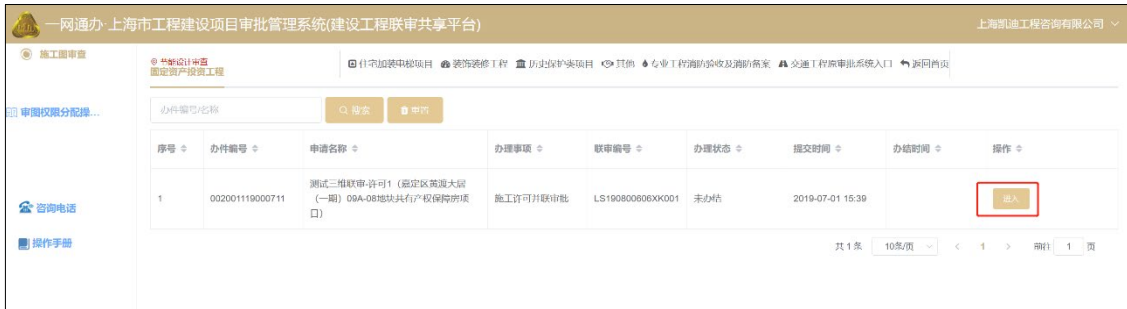 一网通办·上海市工程建设项目审批管理系统(建设工程联审共享平台)
上海凯迪工程咨询有限公司
施工图审查
节能设计审查
固定资产投资工程
住宅加装电梯项目 装饰装修工程 历史保护类项目 其他 专业工程消防验收及消防备案 交通工程原审批系统入口 返回首页
审图权限分配操...
办件编号/名称
搜索
重置
序号 办件编号 申请名称 办理事项 联审编号 办理状态 提交时间 办结时间 操作
测试三维联审-许可1（嘉定区黄渡大居
1 002001119000711 （一期）09A-08地块共有产权保障房项 施工许可并联审批 LS190800606XK001 未办结 2019-07-01 15:39 进入
目）
咨询电话
操作手册
共 1 条 10条/页 < 1 > 前往 1 页